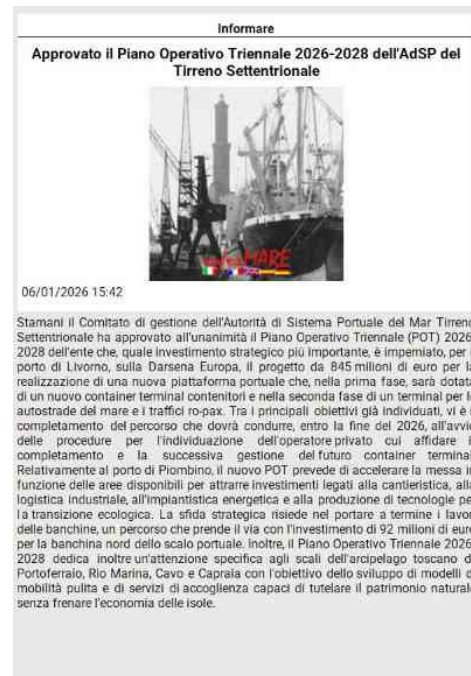 Informare
Approvato il Piano Operativo Triennale 2026-2028 dell'AdSP del
Tirreno Settentrionale
inforMARE
06/01/2026 15:42
Stamani il Comitato di gestione dell'Autorità di Sistema Portuale del Mar Tirreno
Settentrionale ha approvato all'unanimità il Piano Operativo Triennale (POT) 2026
2028 dell'ente che, quale investimento strategico più importante, è imperniato, per i
porto di Livorno, sulla Darsena Europa, il progetto da 845 milioni di euro per la
realizzazione di una nuova piattaforma portuale che, nella prima fase, sarà dotata
di un nuovo container terminal contenitori e nella seconda fase di un terminal per le
autostrade del mare e i traffici ro-pax. Tra i principali obiettivi già individuati, vi è i
completamento del percorso che dovrà condurre, entro la fine del 2026, all'avvio
delle procedure per l'individuazione dell'operatore privato cui affidare i
completamento e la successiva gestione del futuro container terminal
Relativamente al porto di Piombino, il nuovo POT prevede di accelerare la messa in
funzione delle aree disponibili per attrarre investimenti legati alla cantieristica, alla
logistica industriale, all'impiantistica energetica e alla produzione di tecnologie pe
la transizione ecologica. La sfida strategica risiede nel portare a termine i lavor
delle banchine, un percorso che prende il via con l'investimento di 92 milioni di euro
per la banchina nord dello scalo portuale. Inoltre, il Piano Operativo Triennale 2026
2028 dedica inoltre un'attenzione specifica agli scali dell'arcipelago toscano d
Portoferraio, Rio Marina, Cavo e Capraia con l'obiettivo dello sviluppo di modelli d
mobilità pulita e di servizi di accoglienza capaci di tutelare il patrimonio natural
senza frenare l'economia delle isole.